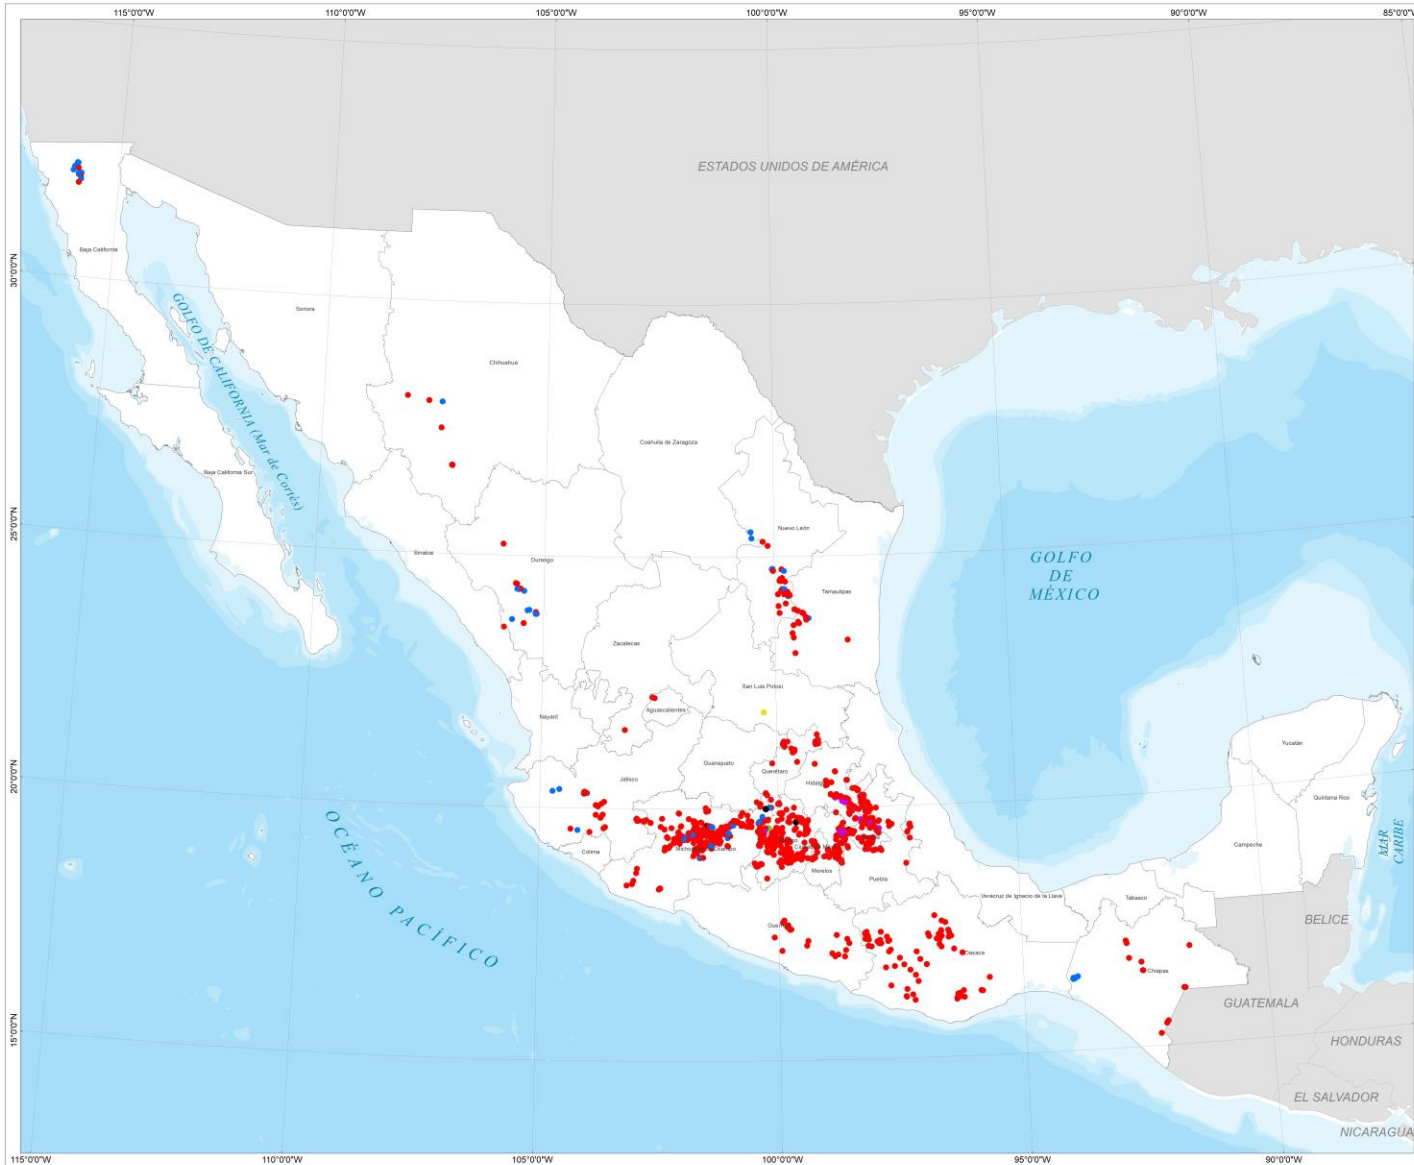 115°0'0"W
110°0'0"W
105°0'0"W
100°0'0"W
95°0'0"W
90°0'0"W
85°0'0"W
ESTADOS UNIDOS DE AMÉRICA
Baja California
30°0'0"N
Sonora
GOLFO DE CALIFORNIA (Mar de Cortés)
Chihuahua
Coahuila de Zaragoza
Baja California Sur
25°0'0"N
Nuevo León
Sinaloa
Durango
GOLFO
DE
MÉXICO
Tamaulipas
Zacatecas
San Luis Potosí
Nayarit
Aguascalientes
Yucatán
Guanajuato
Querétaro
20°0'0"N
Jalisco
Quintana Roo
OCÉANO PACÍFICO
MAR
CARIBE
Colima
Campeche
Morelos
Puebla
Veracruz de Ignacio de la Llave
Tabasco
BELICE
Oaxaca
Chiapas
GUATEMALA
15°0'0"N
HONDURAS
EL SALVADOR
NICARAGUA
115°0'0"W
110°0'0"W
105°0'0"W
100°0'0"W
95°0'0"W
90°0'0"W